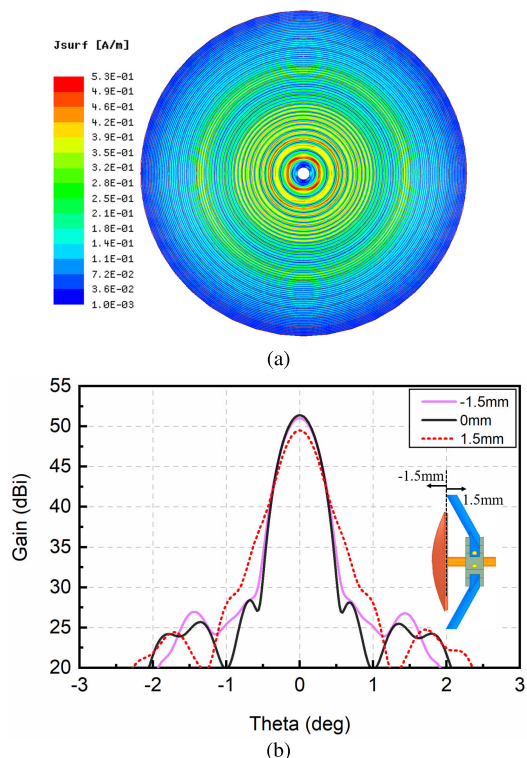 Jsurf [A/m]
5.3E-01
4.9E-01
4.6E-01
4.2E-01
3.9E-01
3.5E-01
3.2E-01
2.8E-01
2.5E-01
2.1E-01
1.8E-01
1.4E-01
1.1E-01
7.2E-02
3.6E-02
1.0E-03
(a)
55
50
45
40
35
30
25
20
Gain (dBi)
-1.5mm
0mm
1.5mm
-1.5mm
1.5mm
-3 -2 -1 0 1 2 3
Theta (deg)
(b)